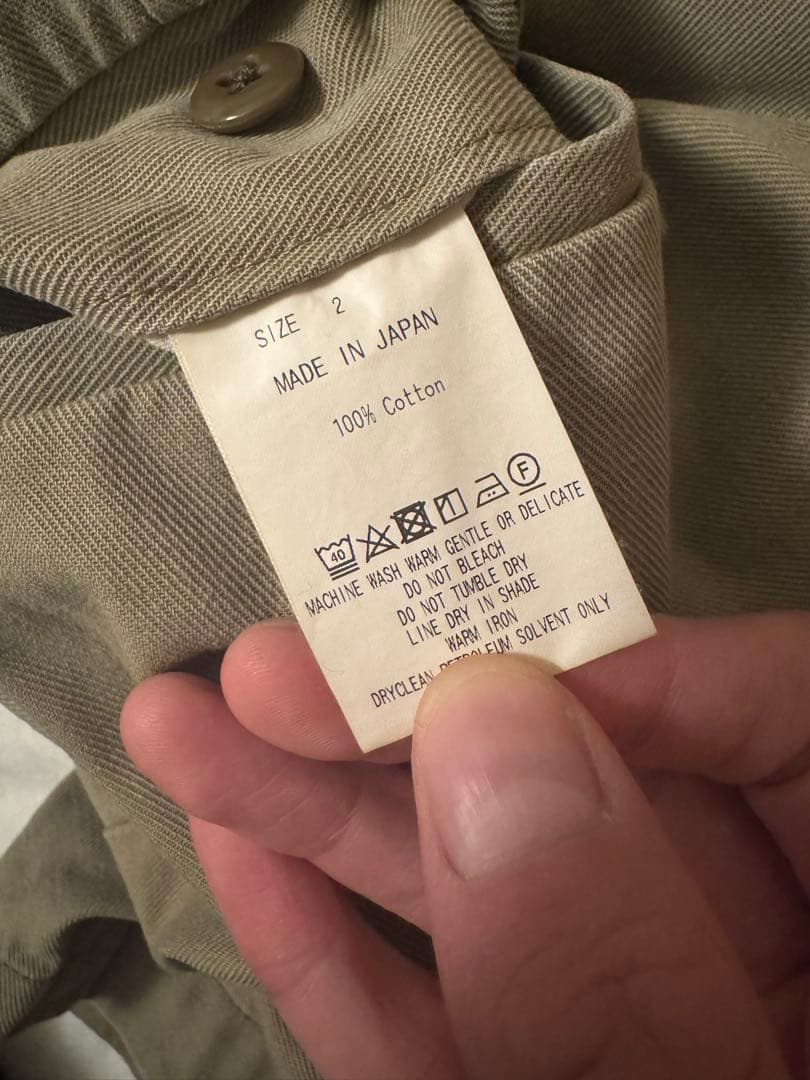 SIZE 2
MADE IN JAPAN
100% Cotton
40 F
MACHINE WASH WARM GENTLE OR DELICATE
DO NOT BLEACH
DO NOT TUMBLE DRY
LINE DRY IN SHADE
WARM IRON
DRYCLEAN PETROLEUM SOLVENT ONLY